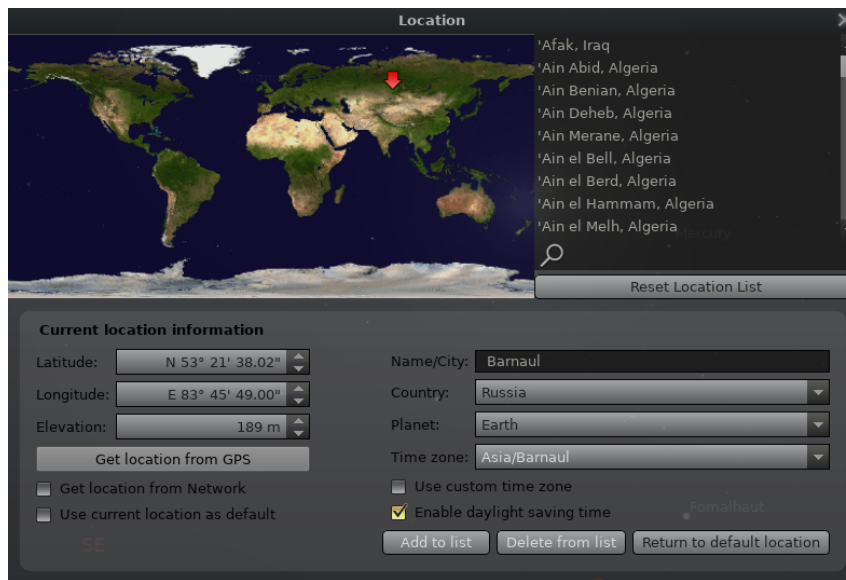 Location
'Afak, Iraq
'Ain Abid, Algeria
'Ain Benian, Algeria
'Ain Deheb, Algeria
'Ain Merane, Algeria
'Ain el Bell, Algeria
'Ain el Berd, Algeria
'Ain el Hammam, Algeria
'Ain el Melh, Algeria
Mercury
Reset Location List
Current location information
Latitude: N 53° 21' 38.02"
Longitude: E 83° 45' 49.00"
Elevation: 189 m
Get location from GPS
Get location from Network
Use current location as default
SE
Name/City: Barnaul
Country: Russia
Planet: Earth
Time zone: Asia/Barnaul
Use custom time zone
Enable daylight saving time
Fomalhaut
Add to list
Delete from list
Return to default location